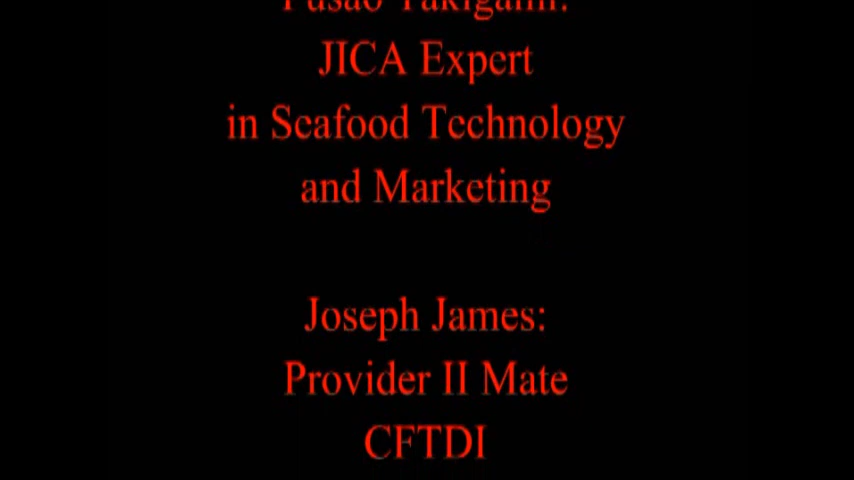 JICA Expert
in Seafood Technology
and Marketing
Joseph James:
Provider II Mate
CFTDI